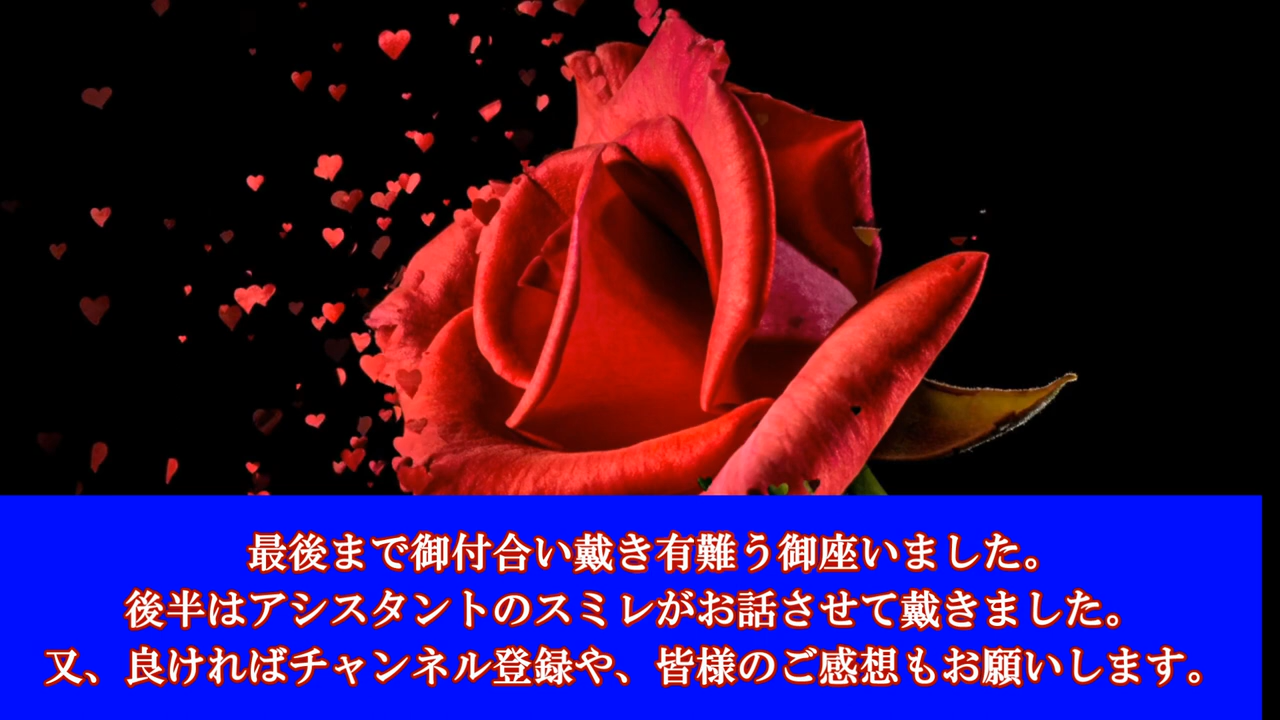 最後まで御付合い戴き有難う御座いました。
後半はアシスタントのスミレがお話させて戴きました。
又、良ければチャンネル登録や、皆様のご感想もお願いします。